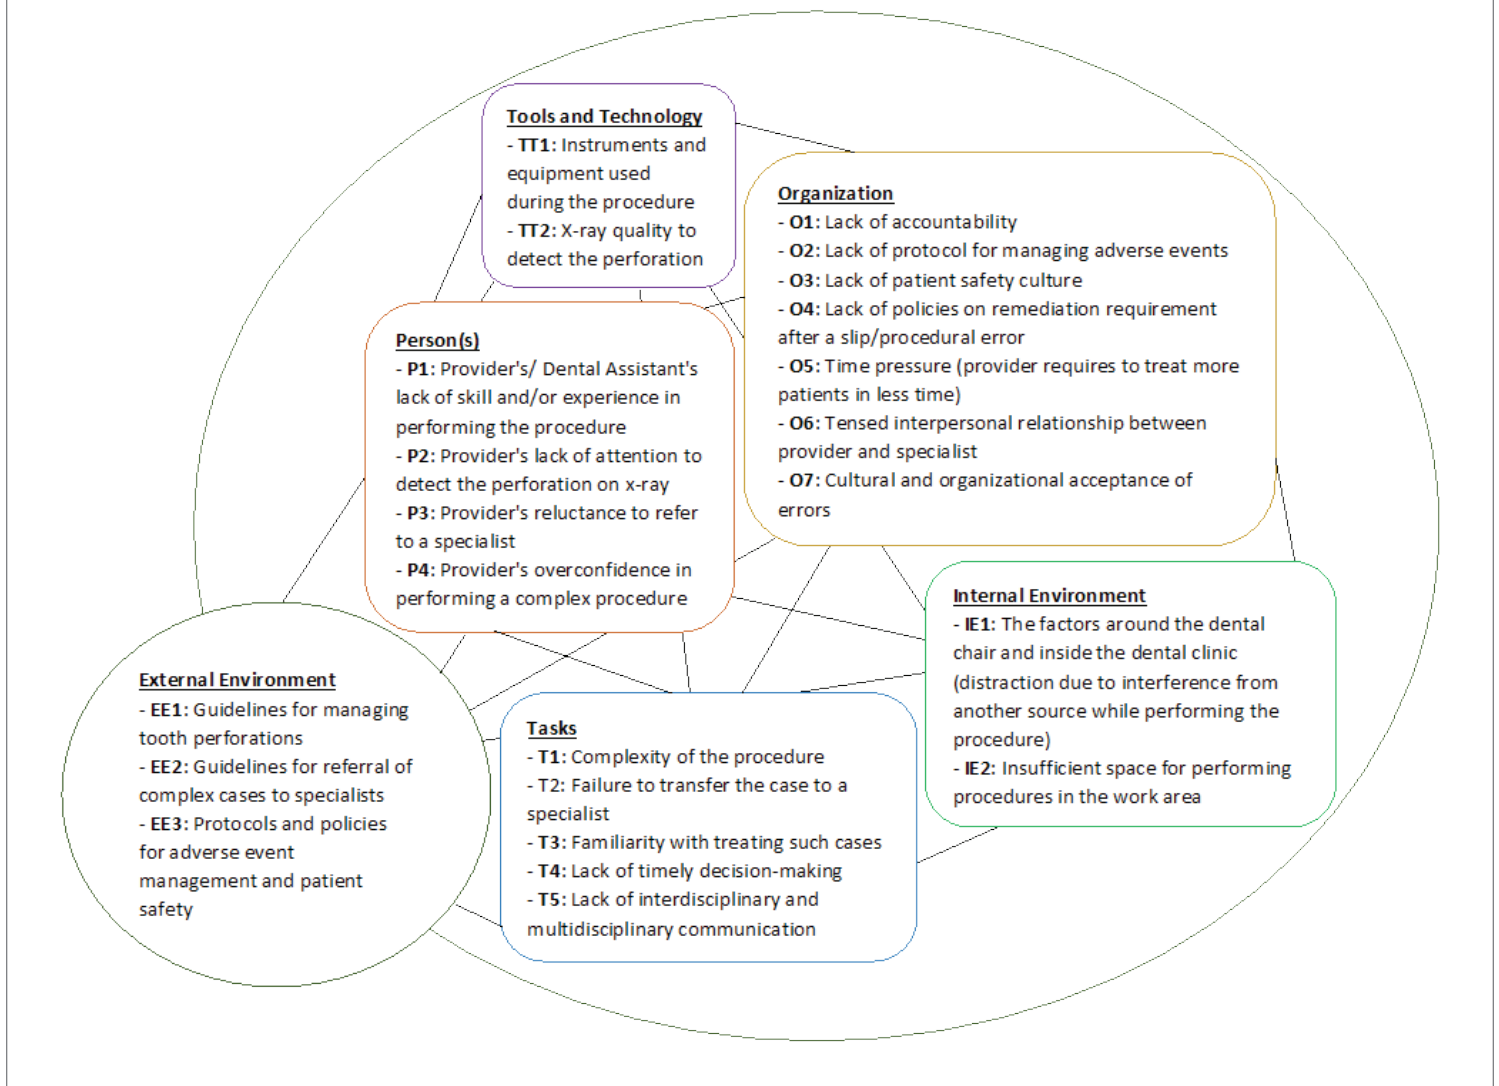 Tools and Technology
- TT1: Instruments and
equipment used
during the procedure
- TT2: X-ray quality to
detect the perforation
Organization
- O1: Lack of accountability
- O2: Lack of protocol for managing adverse events
- O3: Lack of patient safety culture
- O4: Lack of policies on remediation requirement
after a slip/procedural error
- O5: Time pressure (provider requires to treat more
patients in less time)
- O6: Tensed interpersonal relationship between
provider and specialist
- O7: Cultural and organizational acceptance of
errors
Person(s)
- P1: Provider's/ Dental Assistant's
lack of skill and/or experience in
performing the procedure
- P2: Provider's lack of attention to
detect the perforation on x-ray
- P3: Provider's reluctance to refer
to a specialist
- P4: Provider's overconfidence in
performing a complex procedure
Internal Environment
- IE1: The factors around the dental
chair and inside the dental clinic
(distraction due to interference from
another source while performing the
procedure)
- IE2: Insufficient space for performing
procedures in the work area
External Environment
- EE1: Guidelines for managing
tooth perforations
- EE2: Guidelines for referral of
complex cases to specialists
- EE3: Protocols and policies
for adverse event
management and patient
safety
Tasks
- T1: Complexity of the procedure
- T2: Failure to transfer the case to a
specialist
- T3: Familiarity with treating such cases
- T4: Lack of timely decision-making
- T5: Lack of interdisciplinary and
multidisciplinary communication